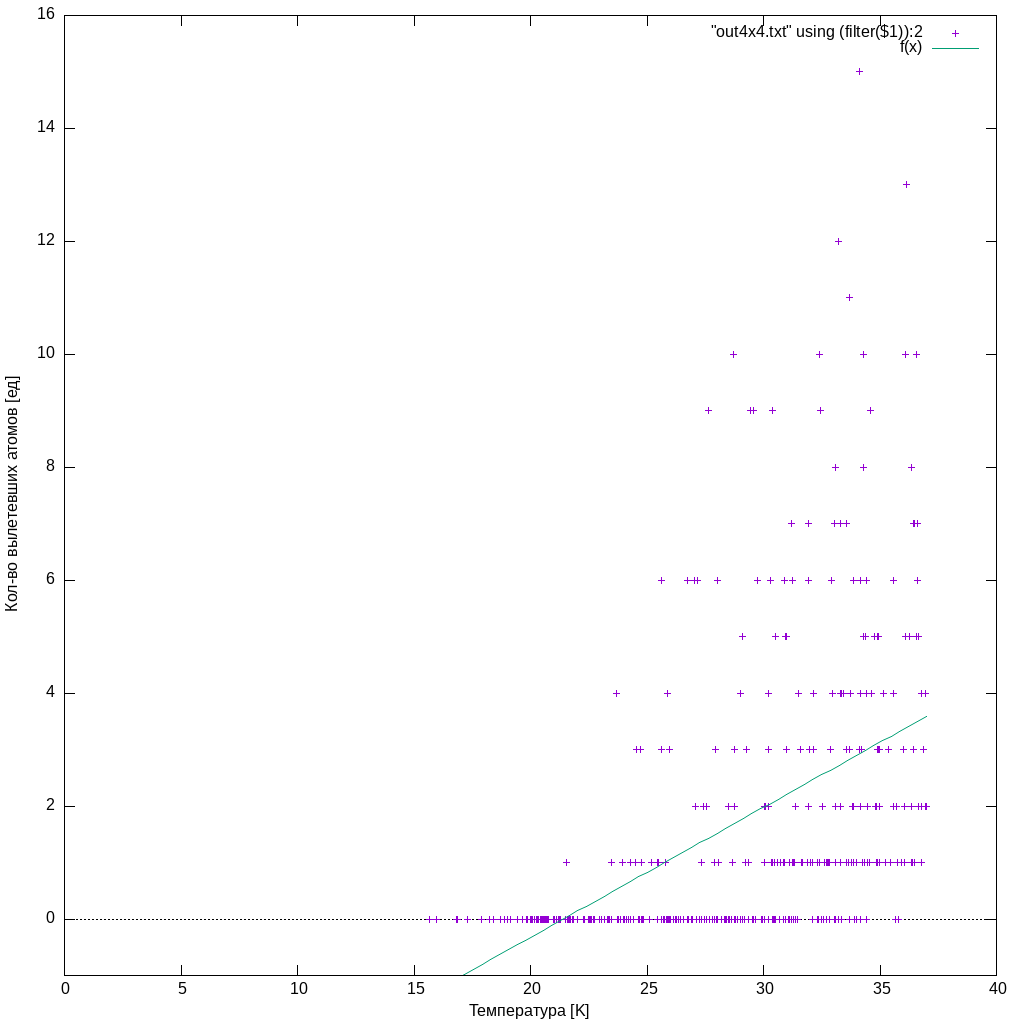 16
"out4x4.txt" using (filter($1)):2
f(x)
14
12
10
8
6
4
2
0
Кол-во вылетевших атомов [ед]
0 5 10 15 20 25 30 35 40
Температура [K]